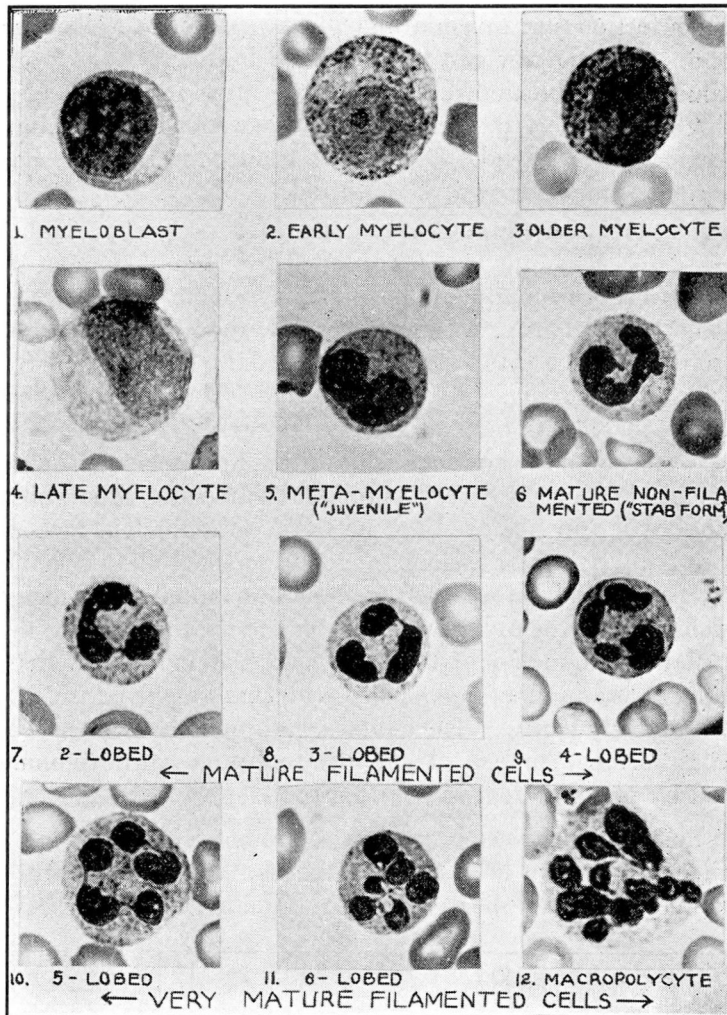 1. MYELOBLAST
2. EARLY MYELOCYTE
3 OLDER MYELOCYTE
4. LATE MYELOCYTE
5. META-MYELOCYTE
("JUVENILE")
6 MATURE NON-FILA
MENTED ("STAB FORM
7. 2-LOBED
8. 3-LOBED
9. 4-LOBED
← MATURE FILAMENTED CELLS →
10. 5-LOBED
11. 6-LOBED
12. MACROPOLYCYTE
← VERY MATURE FILAMENTED CELLS →